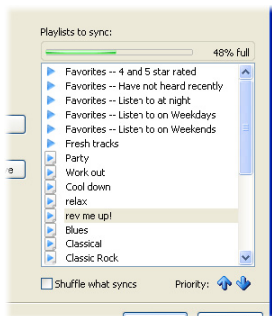 Playlists to sync:
48% full
Favorites -- 4 and 5 star rated
Favorites -- Have not heard recently
Favorites -- Listen to at night
Favorites -- Listen to on Weekdays
Favorites -- Listen to on Weekends
Fresh tracks
Party
Work out
Cool down
relax
rev me up!
Blues
Classical
Classic Rock
Shuffle what syncs Priority: